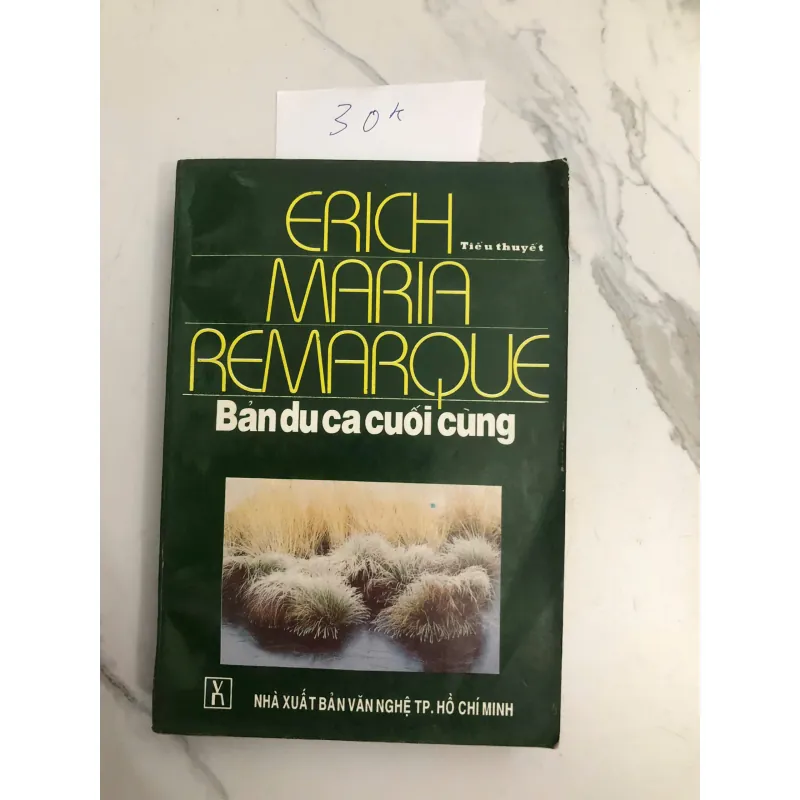 30k
ERICH
Tiểu thuyết
MARIA
REMARQUE
Bản du ca cuối cùng
VN
NHÀ XUẤT BẢN VĂN NGHỆ TP. HỒ CHÍ MINH